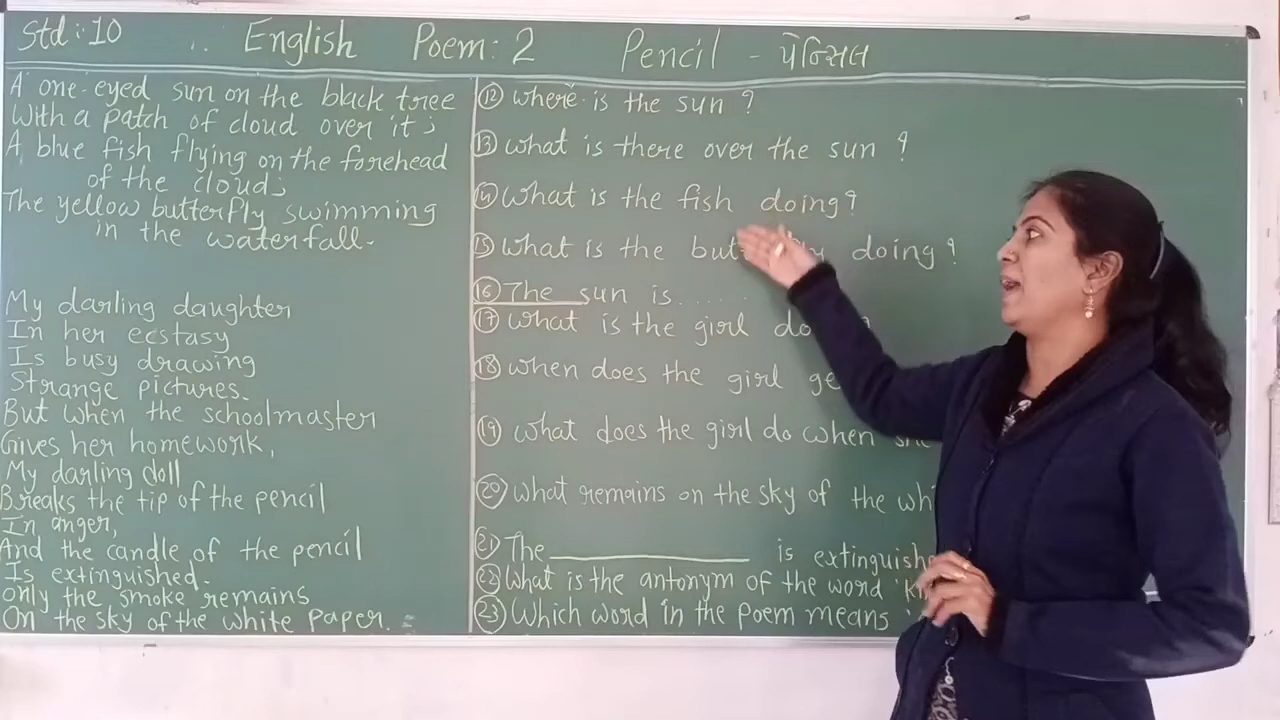 Std: 10 English Poem: 2 Pencil - પેન્સિલ
A one-eyed sun on the black tree
With a patch of cloud over it;
A blue fish flying on the forehead
of the cloud;
The yellow butterfly swimming
in the waterfall.
My darling daughter
In her ecstasy
Is busy drawing
Strange pictures.
But when the schoolmaster
Gives her homework,
My darling doll
Breaks the tip of the pencil
In anger,
And the candle of the pencil
Is extinguished.
only the smoke remains
On the sky of the white paper.
12 where is the sun ?
13 what is there over the sun ?
14 What is the fish doing?
15 What is the but doing?
16 The sun is......
17 what is the girl do
18 when does the girl ge
19 what does the girl do when
20 What remains on the sky of the whi
21 The ________ is extinguishe
22 What is the antonym of the word 'K
23 Which word in the poem means '